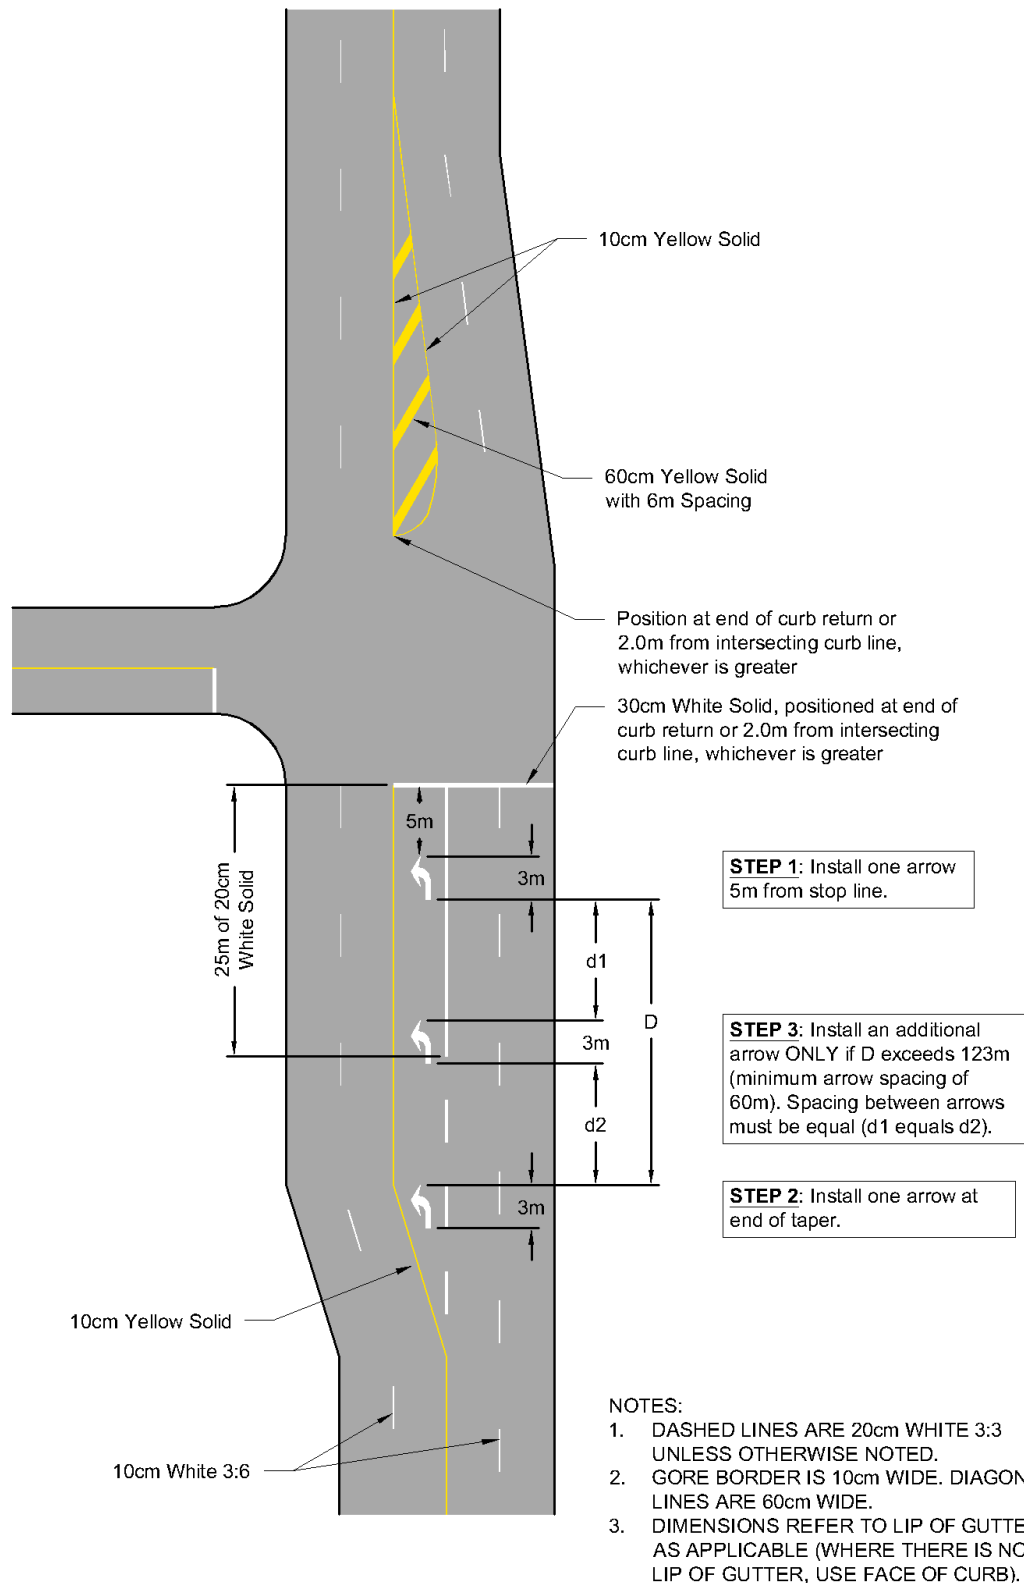 10cm Yellow Solid
60cm Yellow Solid
with 6m Spacing
Position at end of curb return or
2.0m from intersecting curb line,
whichever is greater
30cm White Solid, positioned at end of
curb return or 2.0m from intersecting
curb line, whichever is greater
5m
3m
25m of 20cm
White Solid
STEP 1: Install one arrow
5m from stop line.
d1
D
3m
STEP 3: Install an additional
arrow ONLY if D exceeds 123m
(minimum arrow spacing of
60m). Spacing between arrows
must be equal (d1 equals d2).
d2
3m
STEP 2: Install one arrow at
end of taper.
10cm Yellow Solid
10cm White 3:6
NOTES:
1. DASHED LINES ARE 20cm WHITE 3:3
UNLESS OTHERWISE NOTED.
2. GORE BORDER IS 10cm WIDE. DIAGON
LINES ARE 60cm WIDE.
3. DIMENSIONS REFER TO LIP OF GUTTE
AS APPLICABLE (WHERE THERE IS NO
LIP OF GUTTER, USE FACE OF CURB).